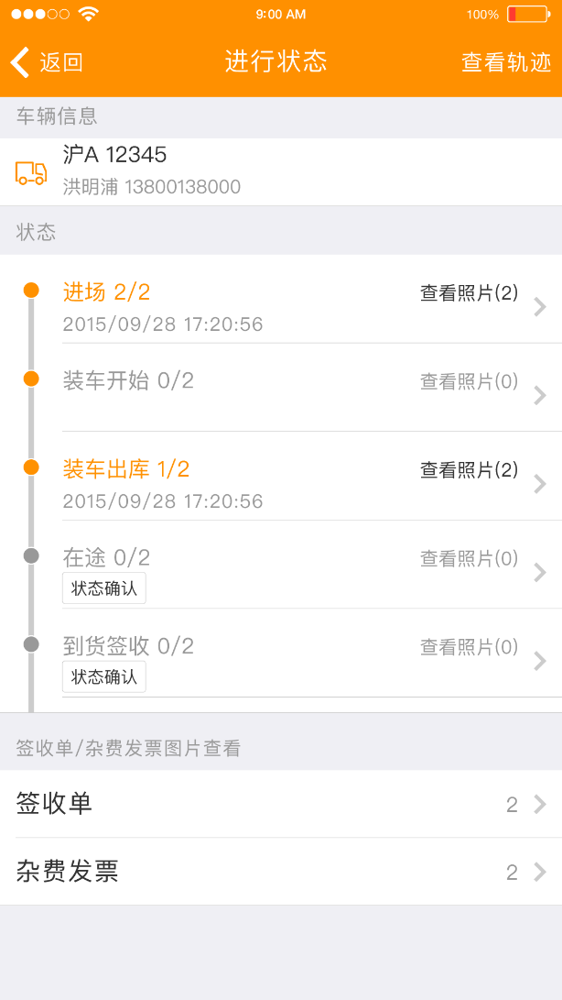 9:00 AM 100%
返回 进行状态 查看轨迹
车辆信息
沪A 12345
洪明浦 13800138000
状态
进场 2/2 查看照片(2)
2015/09/28 17:20:56
装车开始 0/2 查看照片(0)
装车出库 1/2 查看照片(2)
2015/09/28 17:20:56
在途 0/2 查看照片(0)
状态确认
到货签收 0/2 查看照片(0)
状态确认
签收单/杂费发票图片查看
签收单 2
杂费发票 2